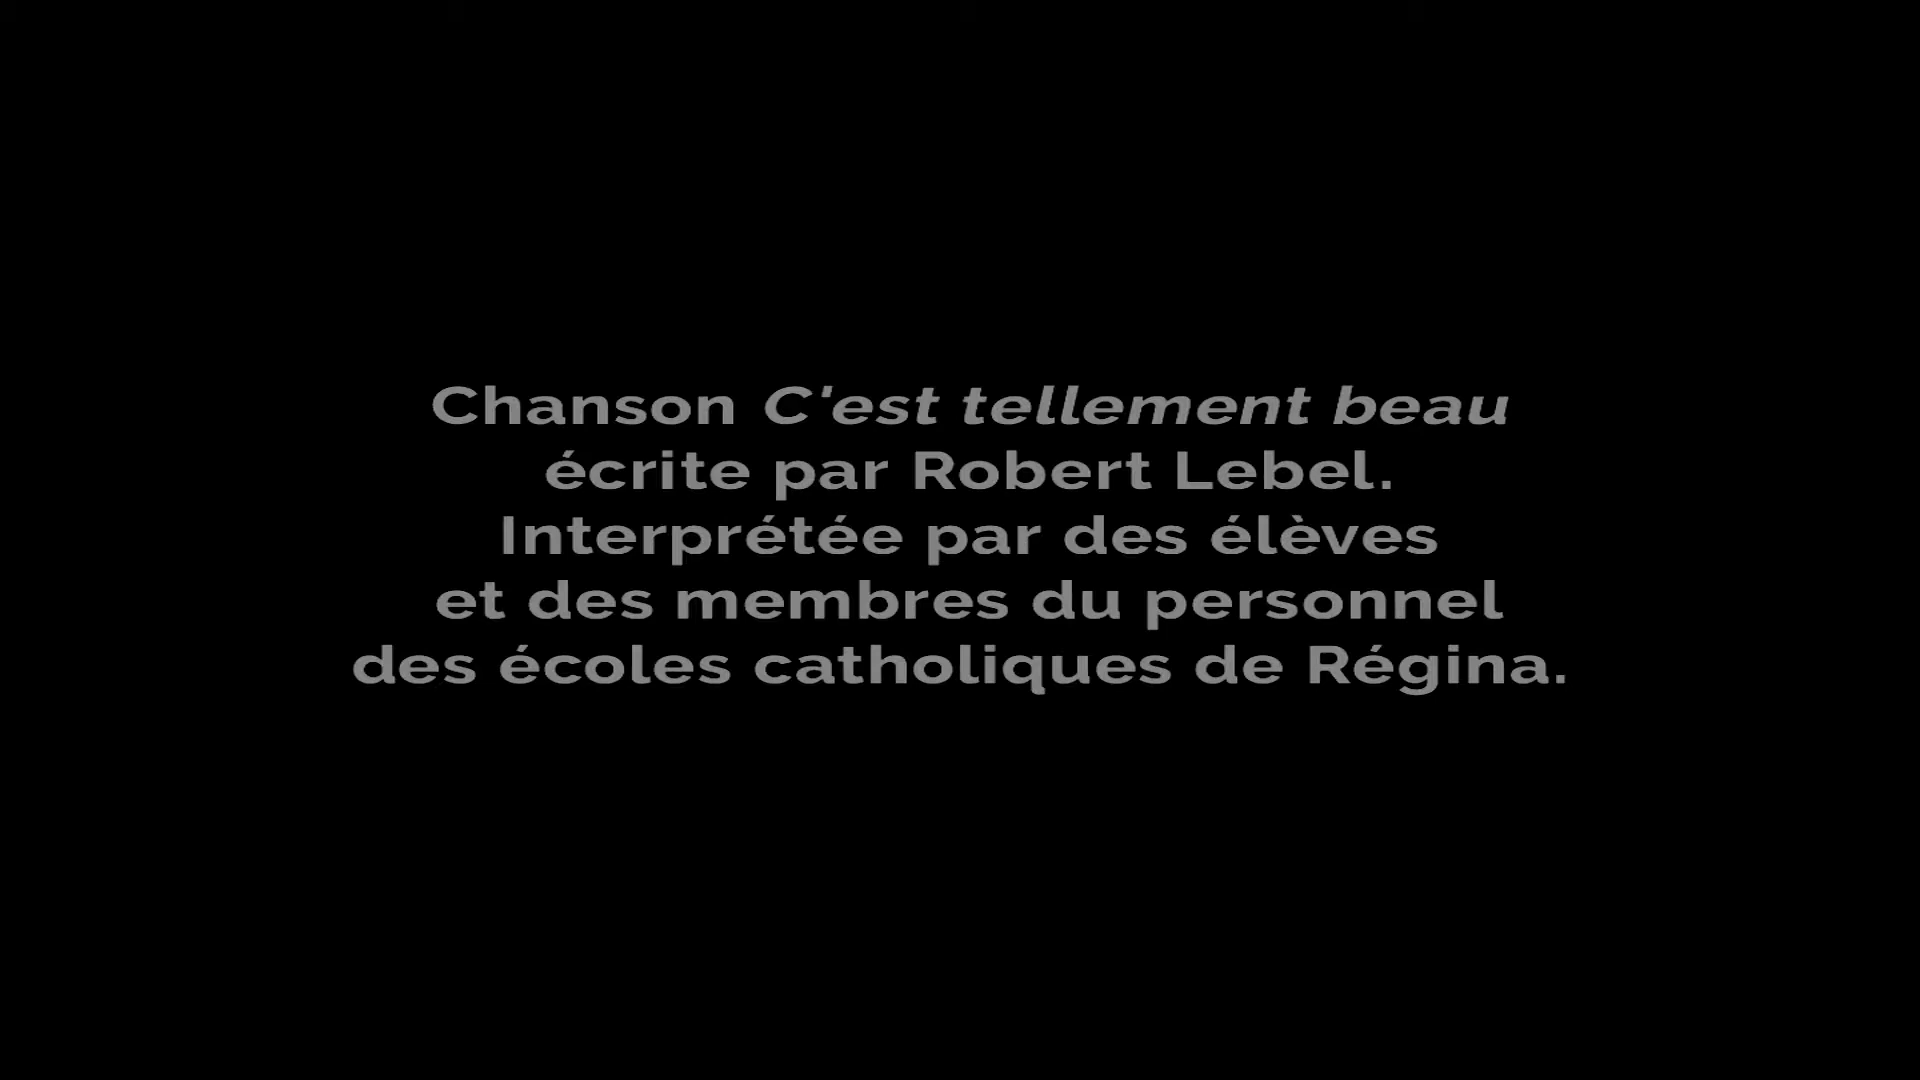 Chanson C'est tellement beau
écrite par Robert Lebel.
Interprétée par des élèves
et des membres du personnel
des écoles catholiques de Régina.